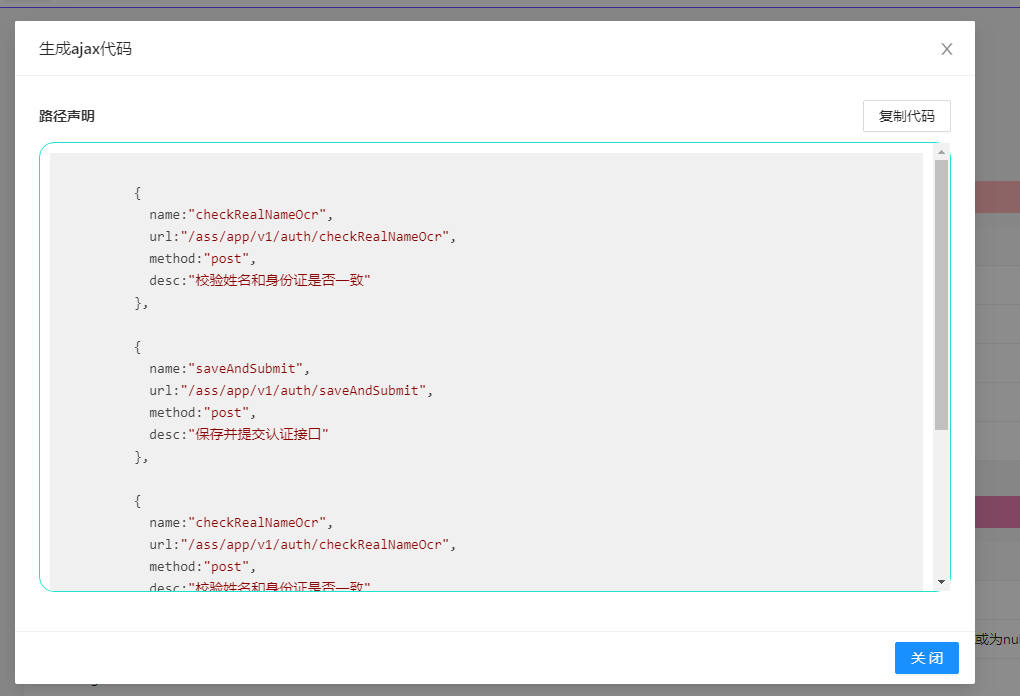 生成ajax代码
路径声明
复制代码
{
name:"checkRealNameOcr",
url:"/ass/app/v1/auth/checkRealNameOcr",
method:"post",
desc:"校验姓名和身份证是否一致"
},
{
name:"saveAndSubmit",
url:"/ass/app/v1/auth/saveAndSubmit",
method:"post",
desc:"保存并提交认证接口"
},
{
name:"checkRealNameOcr",
url:"/ass/app/v1/auth/checkRealNameOcr",
method:"post",
desc:"校验姓名和身份证是否一致"
或为nu
关 闭